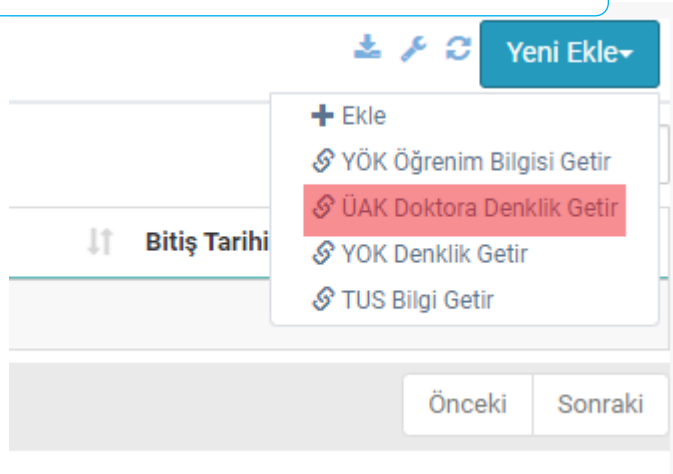 Yeni Ekle
Ekle
YÖK Öğrenim Bilgisi Getir
ÜAK Doktora Denklik Getir
Bitiş Tarihi
YOK Denklik Getir
TUS Bilgi Getir
Önceki
Sonraki